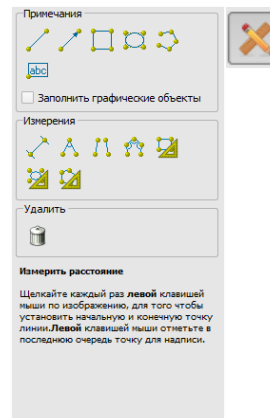 Примечания
abc
Заполнить графические объекты
Измерения
Удалить
Измерить расстояние
Щелкайте каждый раз левой клавишей
мыши по изображению, для того чтобы
установить начальную и конечную точку
линии.Левой клавишей мыши отметьте в
последнюю очередь точку для надписи.